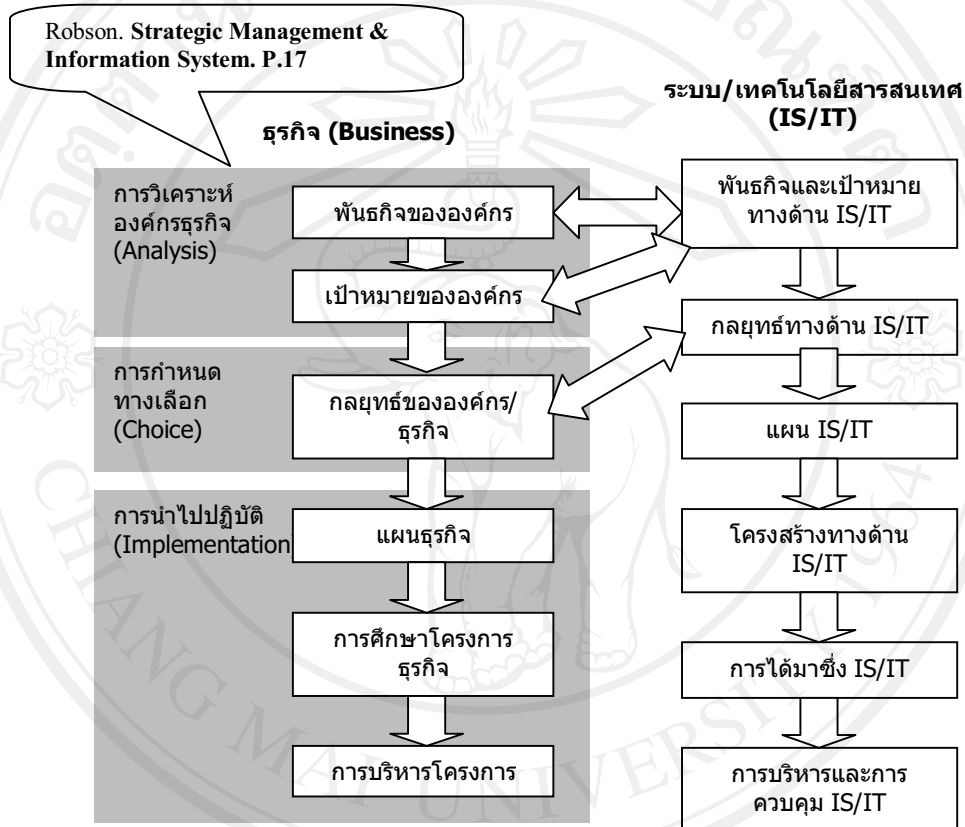 Robson. Strategic Management &
Information System. P.17
ธุรกิจ (Business)
ระบบ/เทคโนโลยีสารสนเทศ
(IS/IT)
การวิเคราะห์
องค์กรธุรกิจ
(Analysis)
พันธกิจขององค์กร
เป้าหมายขององค์กร
การกำหนด
ทางเลือก
(Choice)
กลยุทธ์ขององค์กร/
ธุรกิจ
การนำไปปฏิบัติ
(Implementation
แผนธุรกิจ
การศึกษาโครงการ
ธุรกิจ
การบริหารโครงการ
พันธกิจและเป้าหมาย
ทางด้าน IS/IT
กลยุทธ์ทางด้าน IS/IT
แผน IS/IT
โครงสร้างทางด้าน
IS/IT
การได้มาซึ่ง IS/IT
การบริหารและการ
ควบคุม IS/IT
CHIANG MAI UNIVERSITY 1964